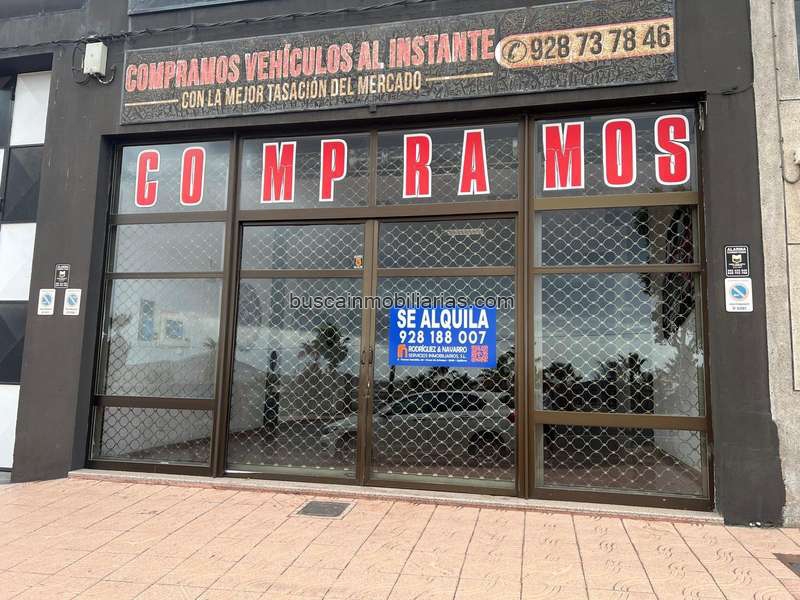 COMPRAMOS VEHÍCULOS AL INSTANTE
CON LA MEJOR TASACIÓN DEL MERCADO
928 73 78 46
COMPRAMOS
buscainmobiliarias.com
SE ALQUILA
928 188 007
RODRÍGUEZ & NAVARRO
SERVICIOS INMOBILIARIOS, S.L.
ALARMA